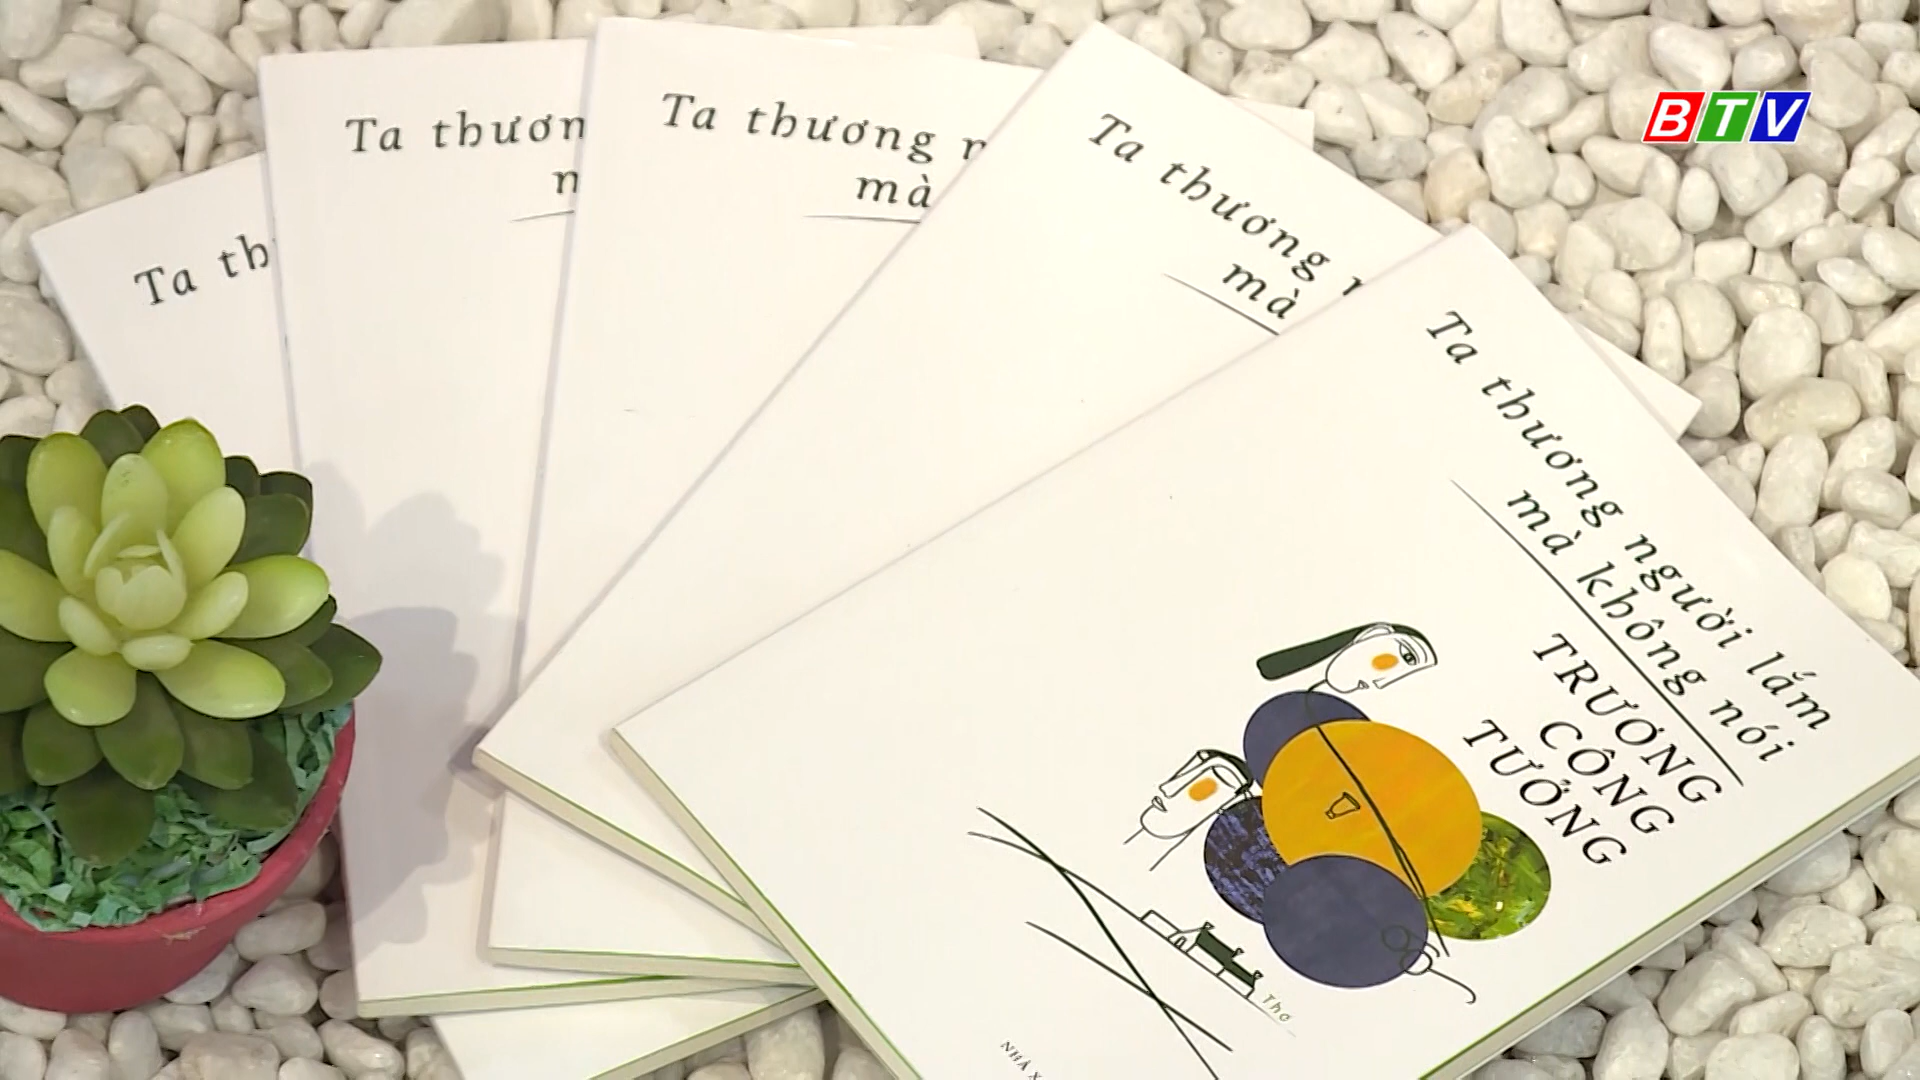 BTV
Ta th
Ta thươn
n
Ta thương n
mà
Ta thương n
mà
Ta thương người lắm
mà không nói
TRƯƠNG
CÔNG
TƯỞNG
Thơ
NHÀ X